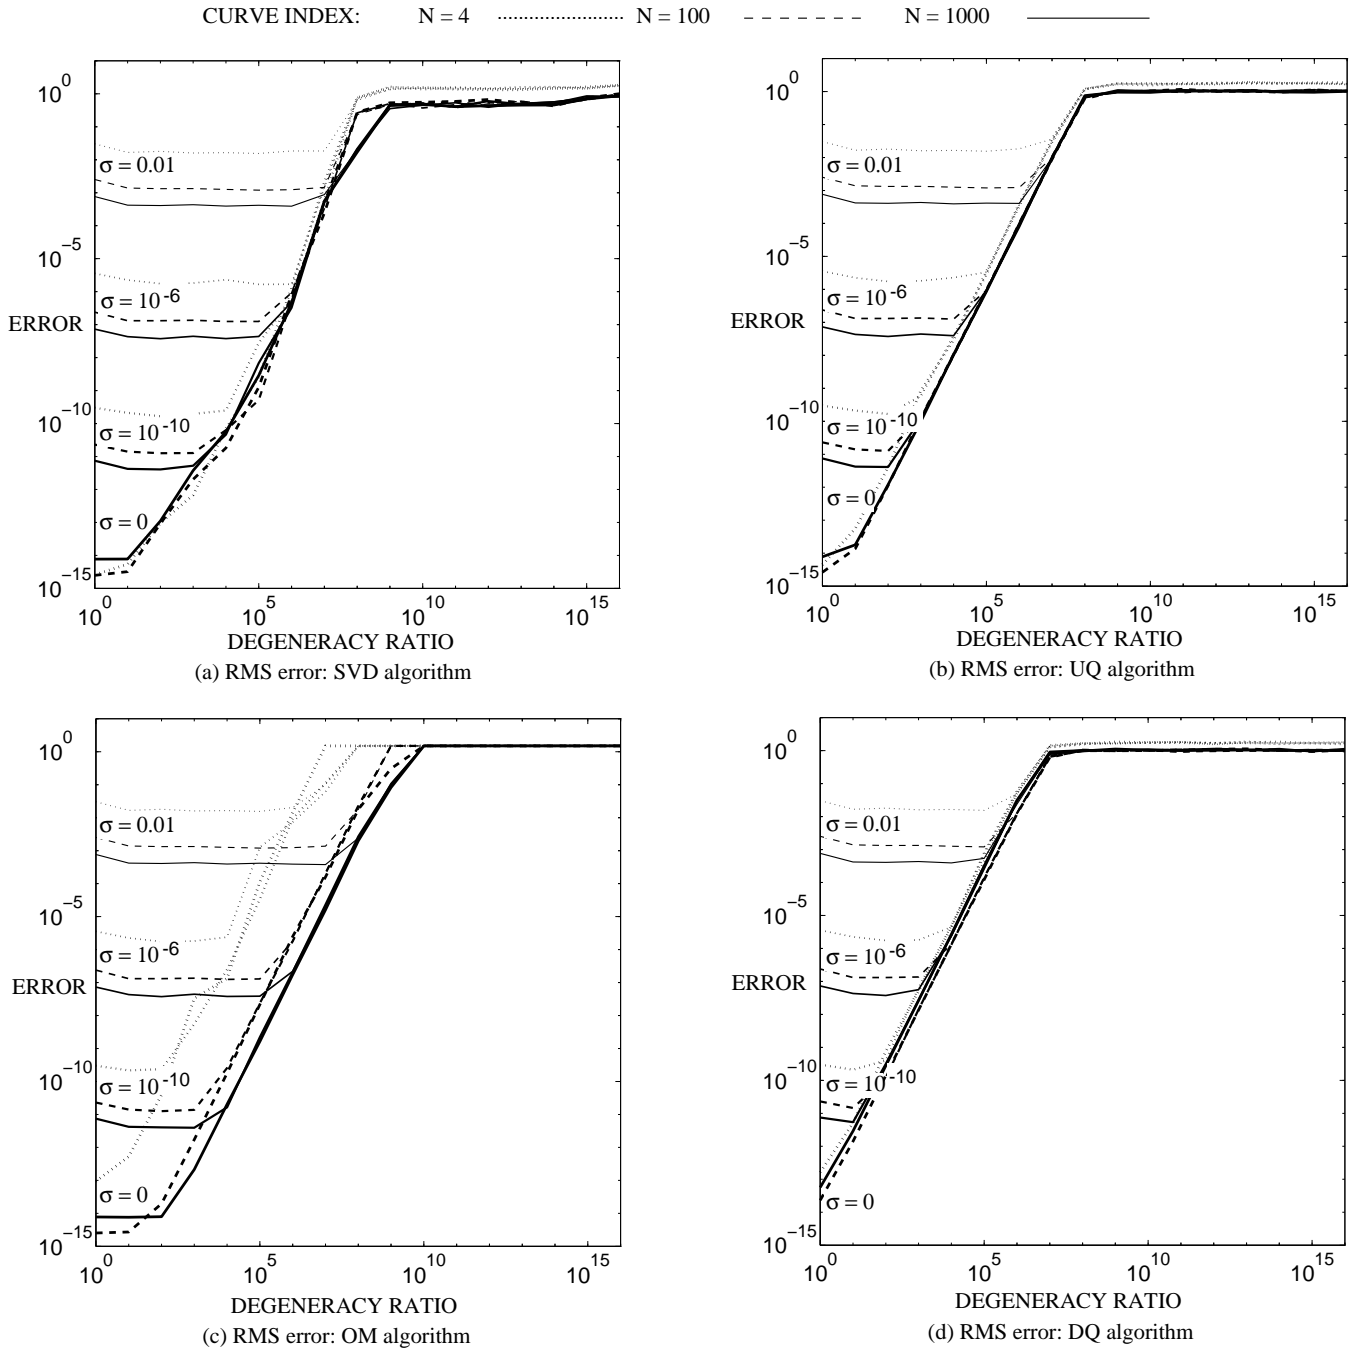 CURVE INDEX: N = 4 N = 100 N = 1000
10^0
σ = 0.01
10^-5
σ = 10^-6
ERROR
10^-10
σ = 10^-10
σ = 0
10^-15
10^0 10^5 10^10 10^15
DEGENERACY RATIO
(a) RMS error: SVD algorithm
10^0
σ = 0.01
10^-5
σ = 10^-6
ERROR
10^-10
σ = 10^-10
σ = 0
10^-15
10^0 10^5 10^10 10^15
DEGENERACY RATIO
(b) RMS error: UQ algorithm
10^0
σ = 0.01
10^-5
σ = 10^-6
ERROR
10^-10
σ = 10^-10
σ = 0
10^-15
10^0 10^5 10^10 10^15
DEGENERACY RATIO
(c) RMS error: OM algorithm
10^0
σ = 0.01
10^-5
σ = 10^-6
ERROR
10^-10
σ = 10^-10
σ = 0
10^-15
10^0 10^5 10^10 10^15
DEGENERACY RATIO
(d) RMS error: DQ algorithm